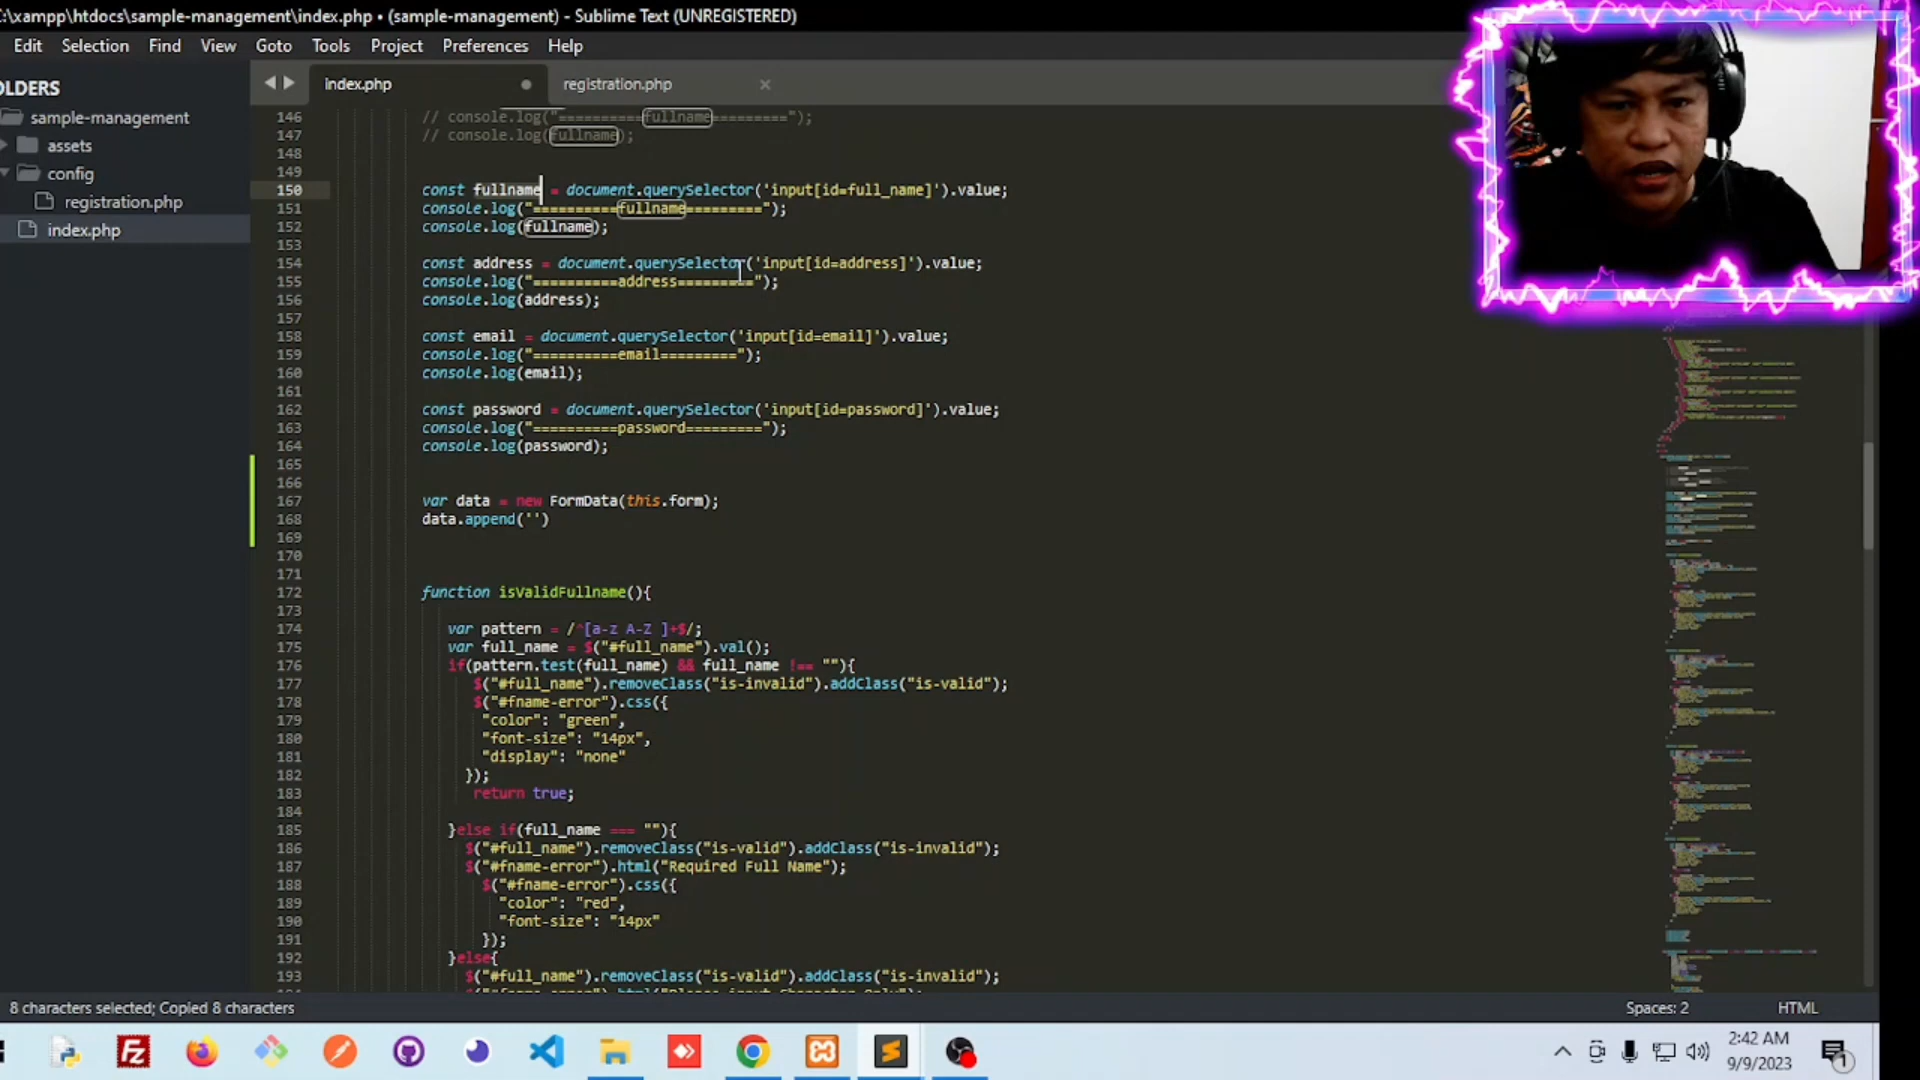 C:\xampp\htdocs\sample-management\index.php • (sample-management) - Sublime Text (UNREGISTERED)
Edit Selection Find View Goto Tools Project Preferences Help
OLDERS
sample-management
assets
config
registration.php
index.php
index.php
registration.php
146 // console.log("==========fullname=========");
147 // console.log(fullname);
148
149
150 const fullname = document.querySelector('input[id=full_name]').value;
151 console.log("==========fullname=========");
152 console.log(fullname);
153
154 const address = document.querySelector('input[id=address]').value;
155 console.log("==========address=========");
156 console.log(address);
157
158 const email = document.querySelector('input[id=email]').value;
159 console.log("==========email=========");
160 console.log(email);
161
162 const password = document.querySelector('input[id=password]').value;
163 console.log("==========password=========");
164 console.log(password);
165
166
167 var data = new FormData(this.form);
168 data.append('')
169
170
171
172 function isValidFullname(){
173
174 var pattern = /^[a-z A-Z ]+$/;
175 var full_name = $("#full_name").val();
176 if(pattern.test(full_name) && full_name !== ""){
177 $("#full_name").removeClass("is-invalid").addClass("is-valid");
178 $("#fname-error").css({
179 "color": "green",
180 "font-size": "14px",
181 "display": "none"
182 });
183 return true;
184
185 }else if(full_name === ""){
186 $("#full_name").removeClass("is-valid").addClass("is-invalid");
187 $("#fname-error").html("Required Full Name");
188 $("#fname-error").css({
189 "color": "red",
190 "font-size": "14px"
191 });
192 }else{
193 $("#full_name").removeClass("is-valid").addClass("is-invalid");
8 characters selected; Copied 8 characters
Spaces: 2
HTML
2:42 AM
9/9/2023
1